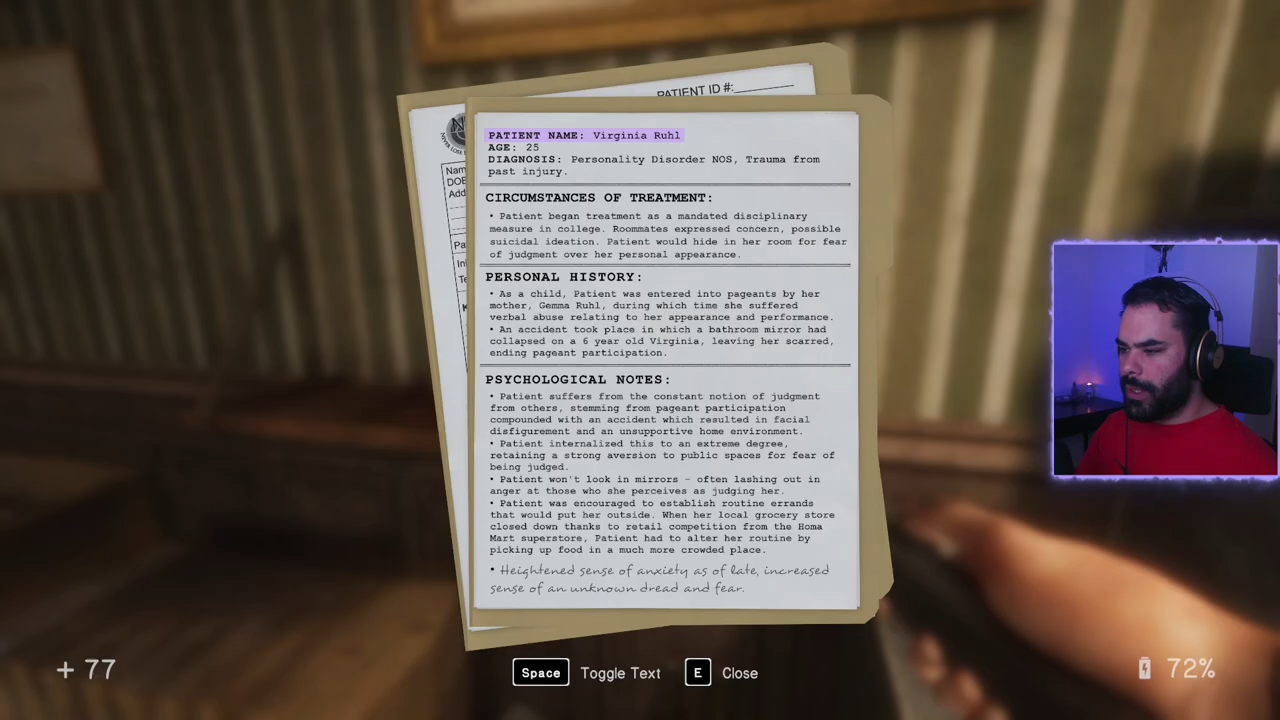 PATIENT ID #:
PATIENT NAME: Virginia Ruhl
AGE: 25
DIAGNOSIS: Personality Disorder NOS, Trauma from
past injury.
CIRCUMSTANCES OF TREATMENT:
• Patient began treatment as a mandated disciplinary
measure in college. Roommates expressed concern, possible
suicidal ideation. Patient would hide in her room for fear
of judgment over her personal appearance.
PERSONAL HISTORY:
• As a child, Patient was entered into pageants by her
mother, Gemma Ruhl, during which time she suffered
verbal abuse relating to her appearance and performance.
• An accident took place in which a bathroom mirror had
collapsed on a 6 year old Virginia, leaving her scarred,
ending pageant participation.
PSYCHOLOGICAL NOTES:
• Patient suffers from the constant notion of judgment
from others, stemming from pageant participation
compounded with an accident which resulted in facial
disfigurement and an unsupportive home environment.
• Patient internalized this to an extreme degree,
retaining a strong aversion to public spaces for fear of
being judged.
• Patient won't look in mirrors – often lashing out in
anger at those who she perceives as judging her.
• Patient was encouraged to establish routine errands
that would put her outside. When her local grocery store
closed down thanks to retail competition from the Homa
Mart superstore, Patient had to alter her routine by
picking up food in a much more crowded place.
• Heightened sense of anxiety as of late, increased
sense of an unknown dread and fear.
+ 77
Space Toggle Text E Close
72%